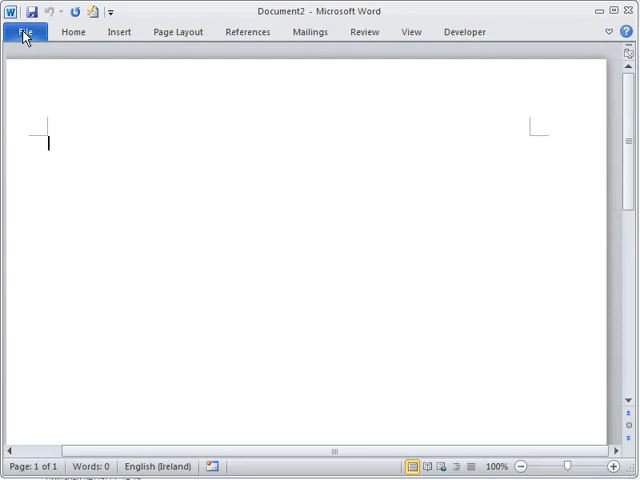 W Document2 - Microsoft Word
File Home Insert Page Layout References Mailings Review View Developer
Page: 1 of 1 Words: 0 English (Ireland) 100%